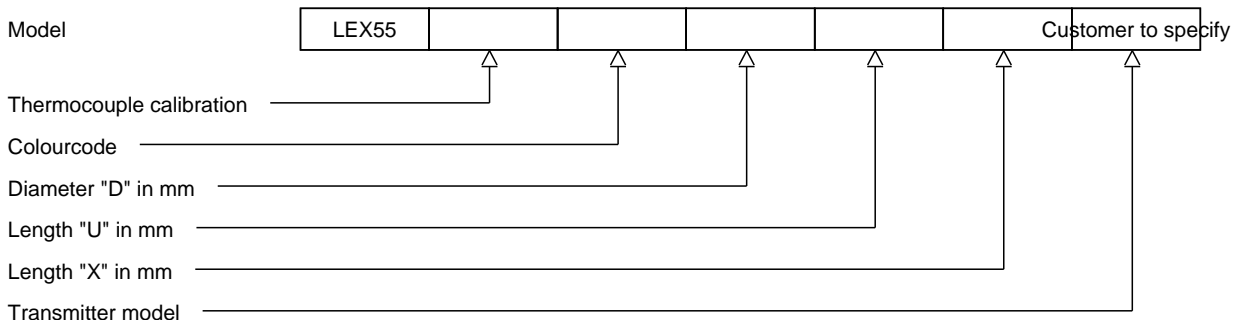 Model LEX55 Customer to specify
Thermocouple calibration
Colourcode
Diameter "D" in mm
Length "U" in mm
Length "X" in mm
Transmitter model